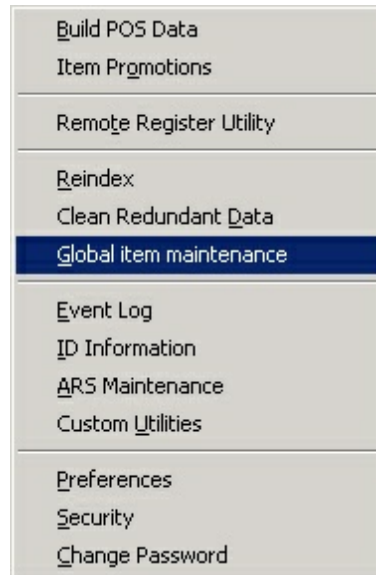 Build POS Data
Item Promotions
Remote Register Utility
Reindex
Clean Redundant Data
Global item maintenance
Event Log
ID Information
ARS Maintenance
Custom Utilities
Preferences
Security
Change Password